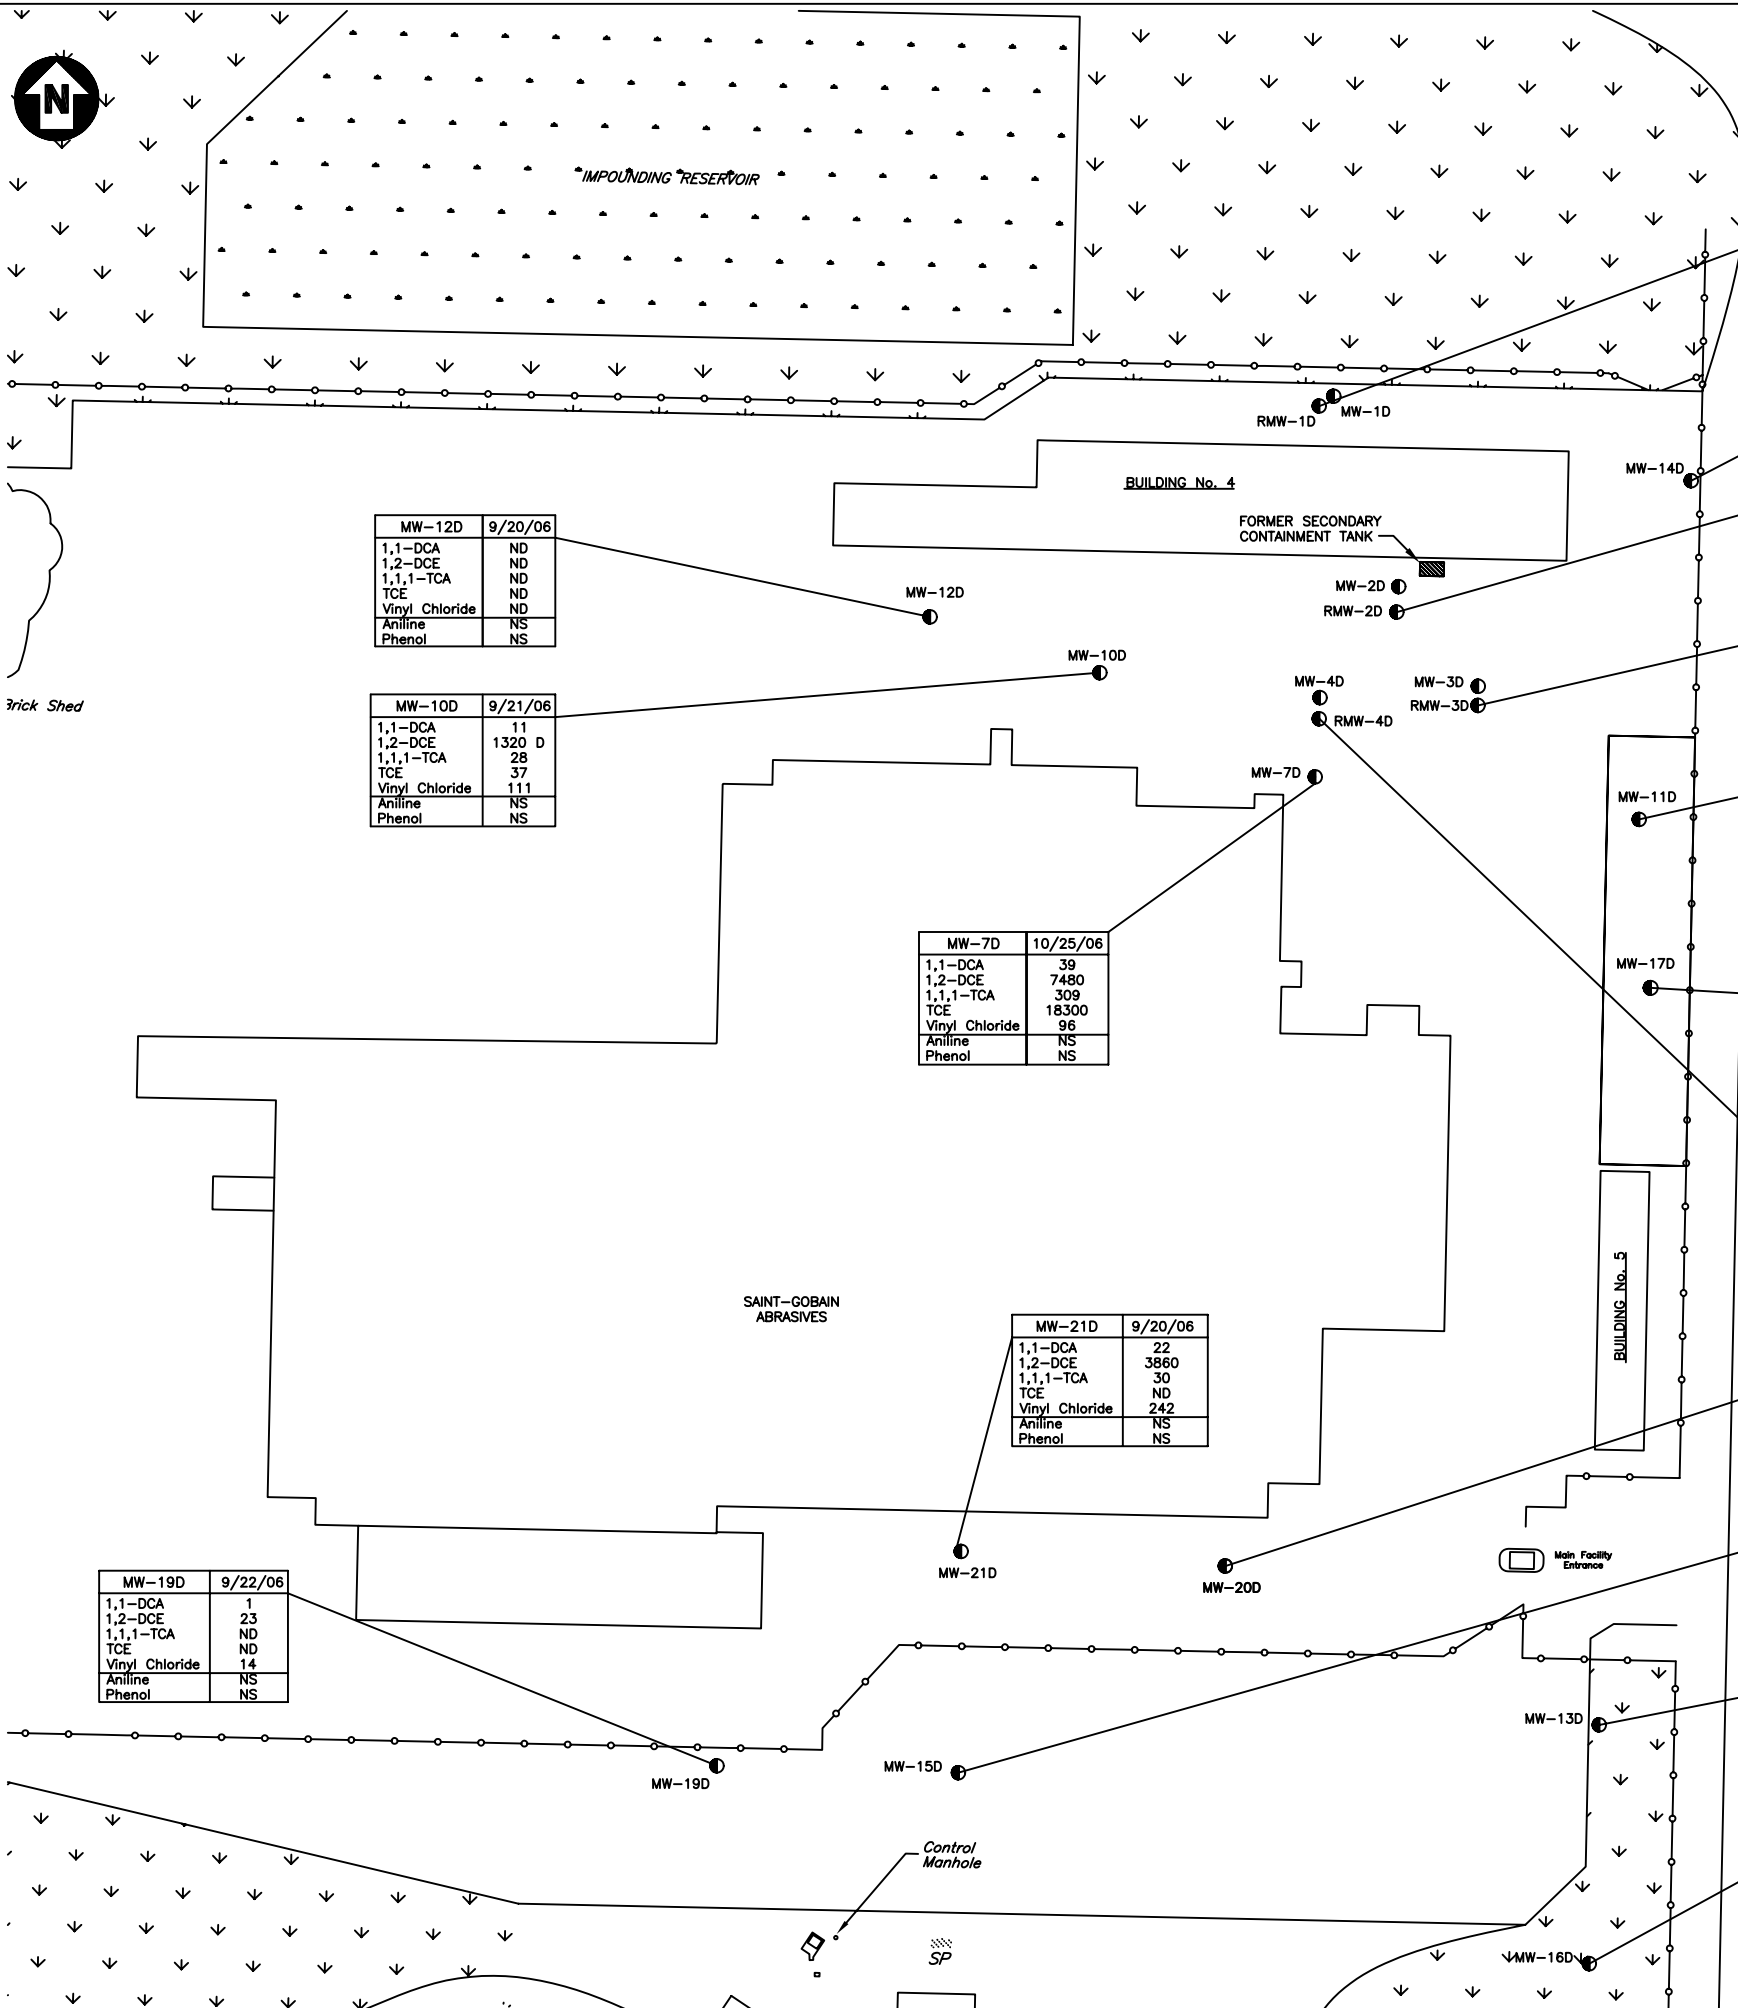 N
IMPOUNDING RESERVOIR
RMW-1D
MW-1D
MW-14D
BUILDING No. 4
FORMER SECONDARY
CONTAINMENT TANK
MW-12D 9/20/06
1,1-DCA ND
1,2-DCE ND
1,1,1-TCA ND
TCE ND
Vinyl Chloride ND
Aniline NS
Phenol NS
MW-12D
MW-2D
RMW-2D
MW-10D
MW-4D
RMW-4D
MW-3D
RMW-3D
Brick Shed
MW-10D 9/21/06
1,1-DCA 11
1,2-DCE 1320 D
1,1,1-TCA 28
TCE 37
Vinyl Chloride 111
Aniline NS
Phenol NS
MW-7D
MW-11D
MW-7D 10/25/06
1,1-DCA 39
1,2-DCE 7480
1,1,1-TCA 309
TCE 18300
Vinyl Chloride 96
Aniline NS
Phenol NS
MW-17D
SAINT-GOBAIN
ABRASIVES
BUILDING No. 5
MW-21D 9/20/06
1,1-DCA 22
1,2-DCE 3860
1,1,1-TCA 30
TCE ND
Vinyl Chloride 242
Aniline NS
Phenol NS
MW-21D
MW-20D
Main Facility
Entrance
MW-19D 9/22/06
1,1-DCA 1
1,2-DCE 23
1,1,1-TCA ND
TCE ND
Vinyl Chloride 14
Aniline NS
Phenol NS
MW-13D
MW-19D
MW-15D
Control
Manhole
SP
MW-16D